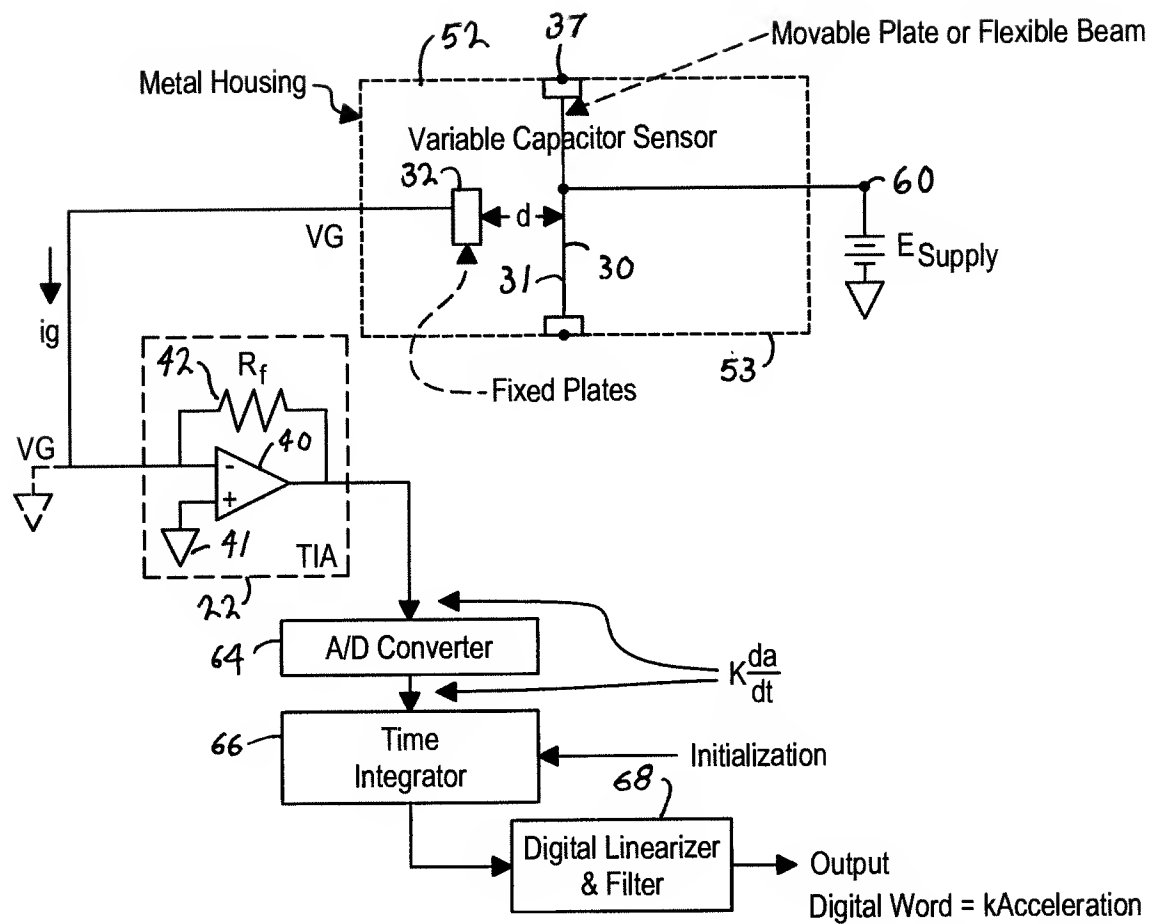 52
37
Movable Plate or Flexible Beam
Metal Housing
Variable Capacitor Sensor
32
60
VG
d
E Supply
31
30
ig
42
Rf
53
Fixed Plates
VG
40
-
+
41
TIA
22
64
A/D Converter
K da/dt
66
Time
Integrator
Initialization
68
Digital Linearizer
& Filter
Output
Digital Word = kAcceleration